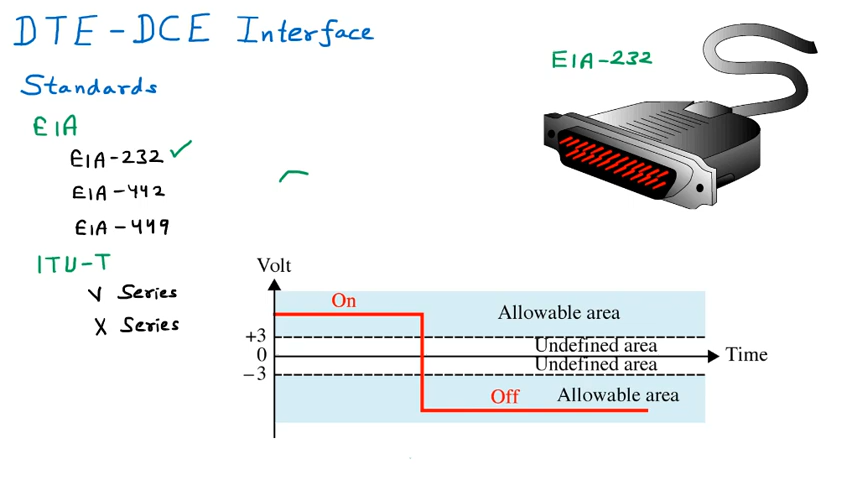 DTE-DCE Interface
EIA-232
Standards
EIA
EIA-232
EIA-442
EIA-449
ITU-T
V Series
X Series
Volt
On
Allowable area
+3
Undefined area
0
Time
Undefined area
−3
Off
Allowable area